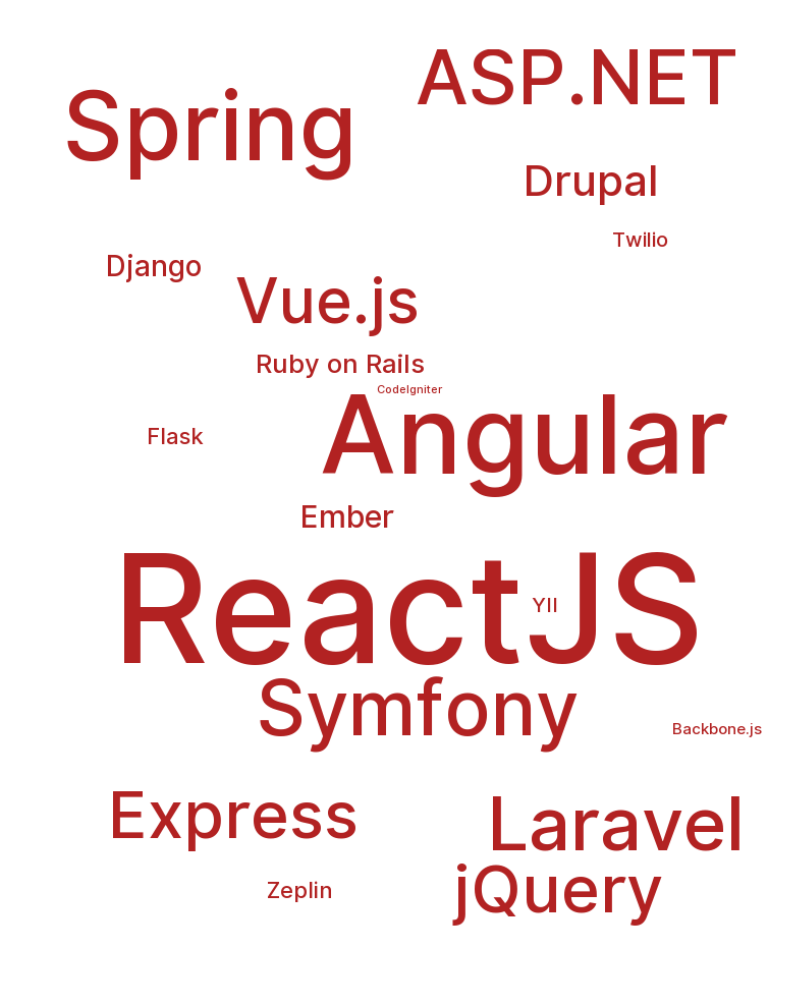 ASP.NET
Spring
Drupal
Twilio
Django
Vue.js
Ruby on Rails
CodeIgniter
Angular
Flask
Ember
ReactJS
YII
Symfony
Backbone.js
Express
Laravel
jQuery
Zeplin